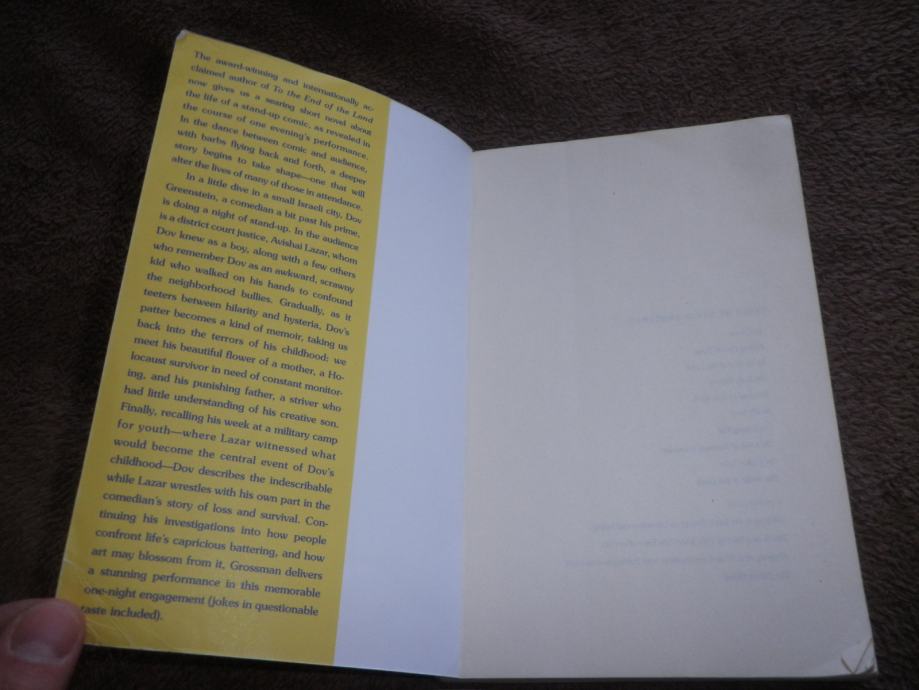 The award-winning and internationally ac-
claimed author of To the End of the Land
now gives us a searing short novel about
the life of a stand-up comic, as revealed in
the course of one evening's performance.
In the dance between comic and audience,
with barbs flying back and forth, a deeper
story begins to take shape—one that will
alter the lives of many of those in attendance.
In a little dive in a small Israeli city, Dov
Greenstein, a comedian a bit past his prime,
is doing a night of stand-up. In the audience
is a district court justice, Avishai Lazar, whom
Dov knew as a boy, along with a few others
who remember Dov as an awkward, scrawny
kid who walked on his hands to confound
the neighborhood bullies. Gradually, as it
teeters between hilarity and hysteria, Dov's
patter becomes a kind of memoir, taking us
back into the terrors of his childhood: we
meet his beautiful flower of a mother, a Ho-
locaust survivor in need of constant monitor-
ing, and his punishing father, a striver who
had little understanding of his creative son.
Finally, recalling his week at a military camp
for youth—where Lazar witnessed what
would become the central event of Dov's
childhood—Dov describes the indescribable
while Lazar wrestles with his own part in the
comedian's story of loss and survival. Con-
tinuing his investigations into how people
confront life's capricious battering, and how
art may blossom from it, Grossman delivers
a stunning performance in this memorable
one-night engagement (jokes in questionable
taste included).